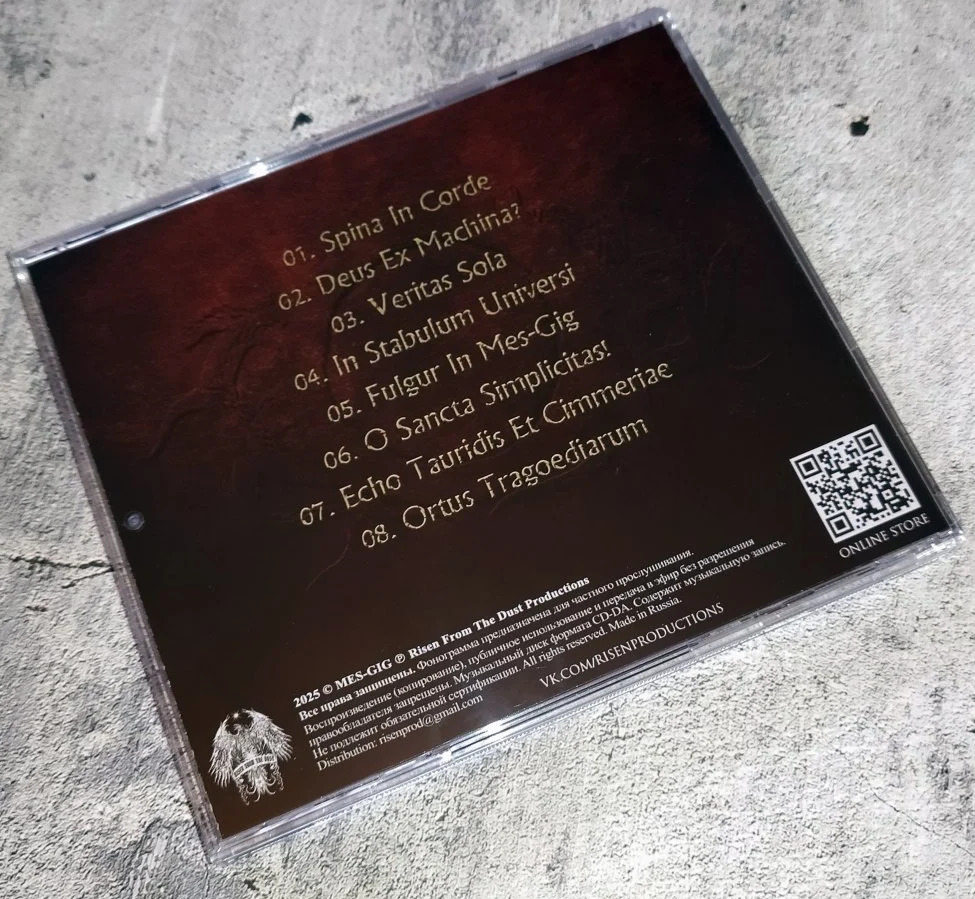 01. Spina In Corde
02. Deus Ex Machina?
03. Veritas Sola
04. In Stabulum Universi
05. Fulgur In Mes-Gig
06. O Sancta Simplicitas!
07. Echo Tauridis Et Cimmeriae
08. Ortus Tragoediarum
ONLINE STORE
2025 © MES-GIG ℗ Risen From The Dust Productions
Все права защищены. Фонограмма предназначена для частного прослушивания.
Воспроизведение (копирование), публичное использование и передача в эфир без разрешения
правообладателя запрещены. Музыкальный диск формата CD-DA. Содержит музыкальную запись.
Не подлежит обязательной сертификации. All rights reserved. Made in Russia.
Distribution: risenprod@gmail.com
VK.COM/RISENPRODUCTIONS